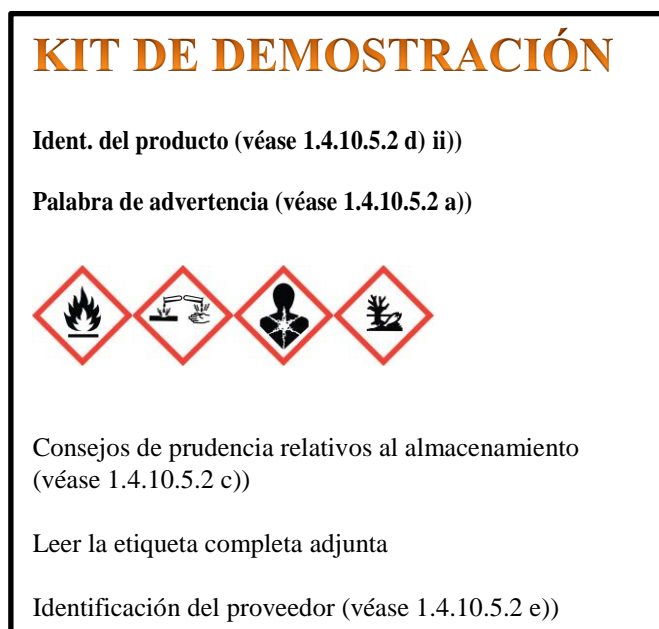 KIT DE DEMOSTRACIÓN
Ident. del producto (véase 1.4.10.5.2 d) ii))
Palabra de advertencia (véase 1.4.10.5.2 a))
Consejos de prudencia relativos al almacenamiento
(véase 1.4.10.5.2 c))
Leer la etiqueta completa adjunta
Identificación del proveedor (véase 1.4.10.5.2 e))